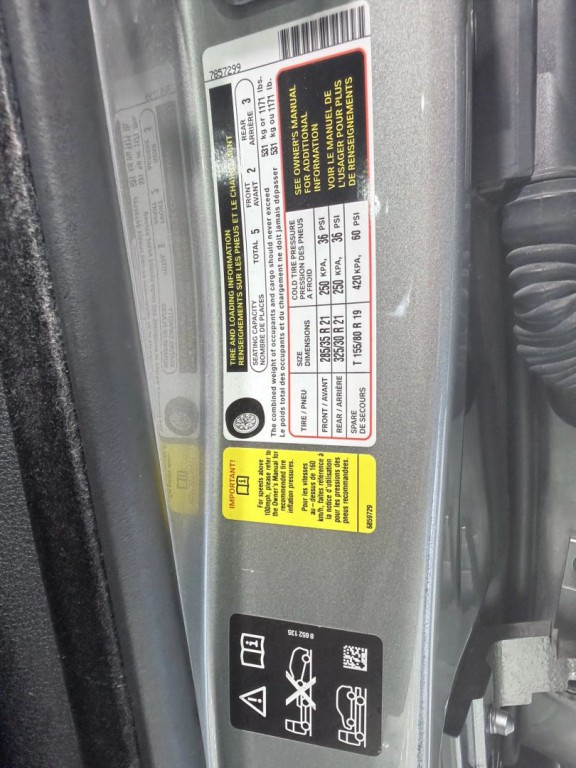 7857299
TIRE AND LOADING INFORMATION
RENSEIGNEMENTS SUR LES PNEUS ET LE CHARGEMENT
SEATING CAPACITY
NOMBRE DE PLACES
TOTAL 5
FRONT
AVANT 2
REAR
ARRIÈRE 3
The combined weight of occupants and cargo should never exceed 531 kg or 1171 lbs.
Le poids total des occupants et du chargement ne doit jamais dépasser 531 kg ou 1171 lb.
TIRE / PNEU
SIZE
DIMENSIONS
COLD TIRE PRESSURE
PRESSION DES PNEUS
A FROID
FRONT / AVANT 285/35 R 21 250 KPA, 36 PSI
REAR / ARRIÈRE 325/30 R 21 250 KPA, 36 PSI
SPARE
DE SECOURS
T 155/80 R 19 420 KPA, 60 PSI
SEE OWNER'S MANUAL
FOR ADDITIONAL
INFORMATION
VOIR LE MANUEL DE
L'USAGER POUR PLUS
DE RENSEIGNEMENTS
IMPORTANT!
For speeds above
100mph, please refer to
the Owner's Manual for
recommended tire
inflation pressures.
Pour les vitesses
au - dessus de 160
km/h, faites référence à
la notice d'utilisation
pour les pressions des
pneus recommandées.
6859729
8 652 136